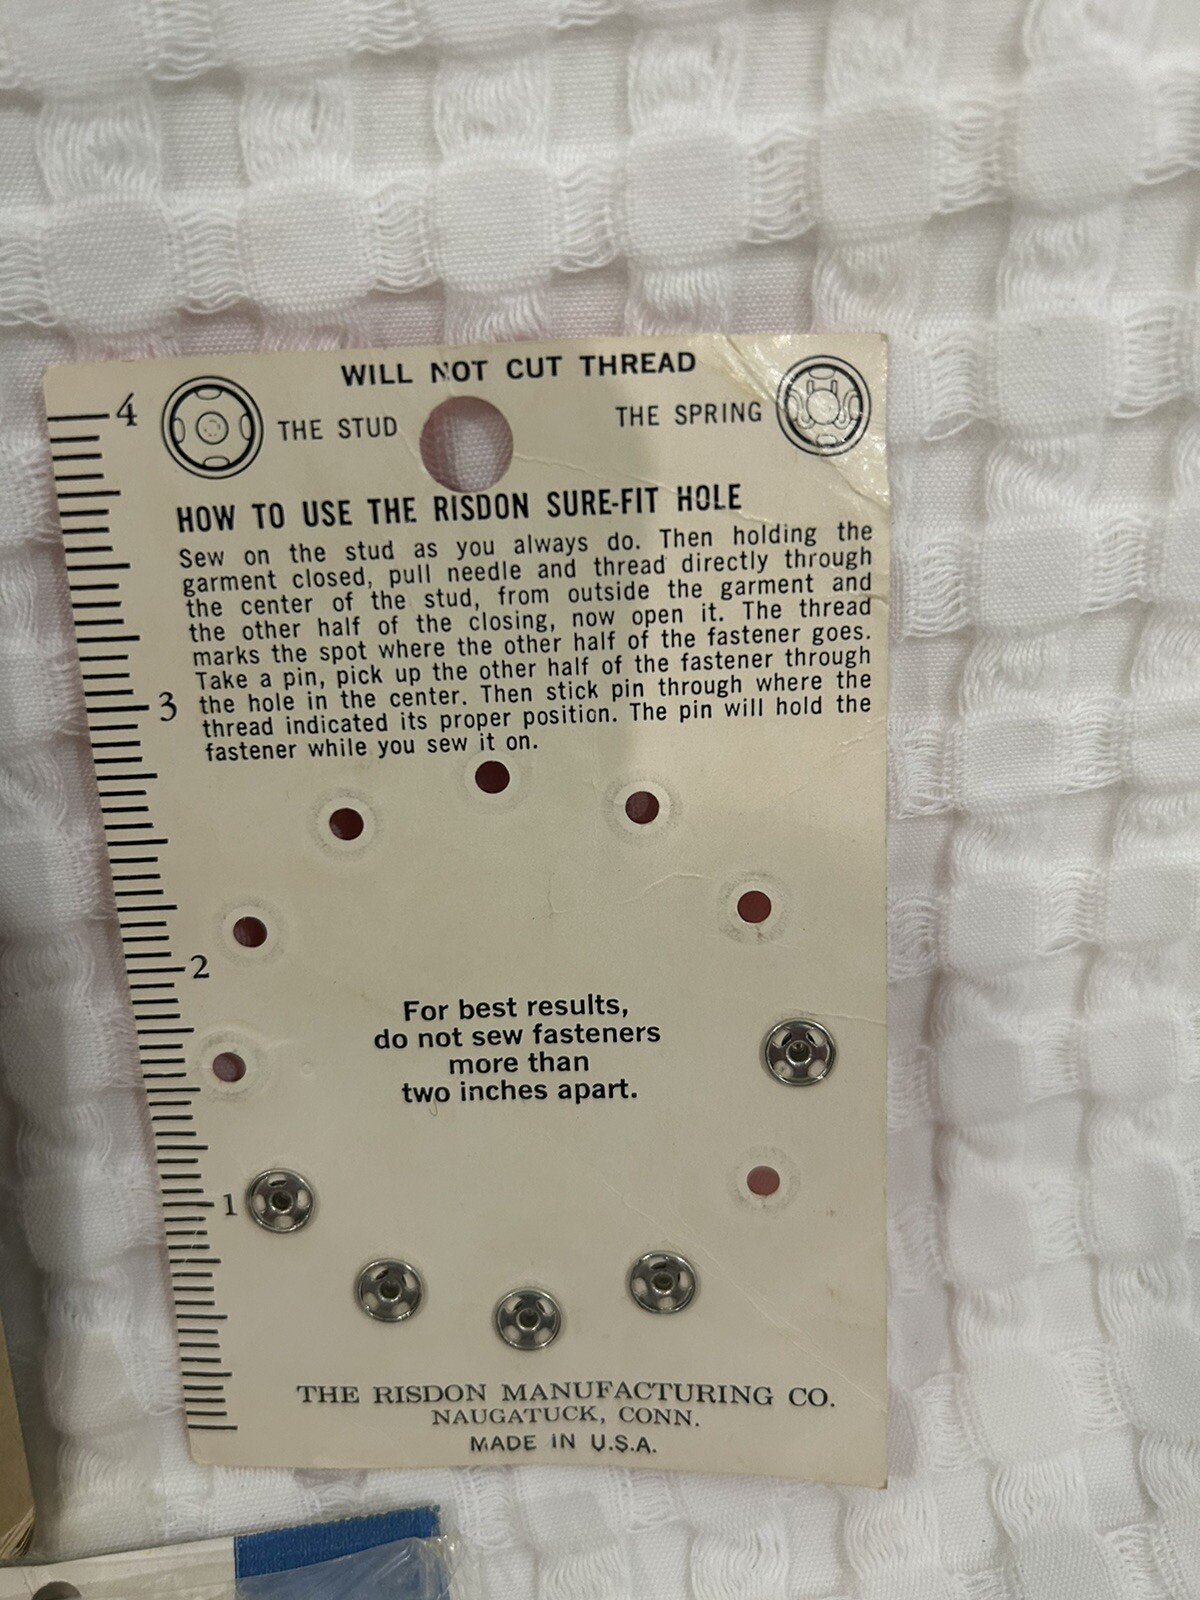 WILL NOT CUT THREAD
4
THE STUD
THE SPRING
HOW TO USE THE RISDON SURE-FIT HOLE
Sew on the stud as you always do. Then holding the
garment closed, pull needle and thread directly through
the center of the stud, from outside the garment and
the other half of the closing, now open it. The thread
marks the spot where the other half of the fastener goes.
Take a pin, pick up the other half of the fastener through
the hole in the center. Then stick pin through where the
thread indicated its proper position. The pin will hold the
fastener while you sew it on.
3
2
For best results,
do not sew fasteners
more than
two inches apart.
1
THE RISDON MANUFACTURING CO.
NAUGATUCK, CONN.
MADE IN U.S.A.